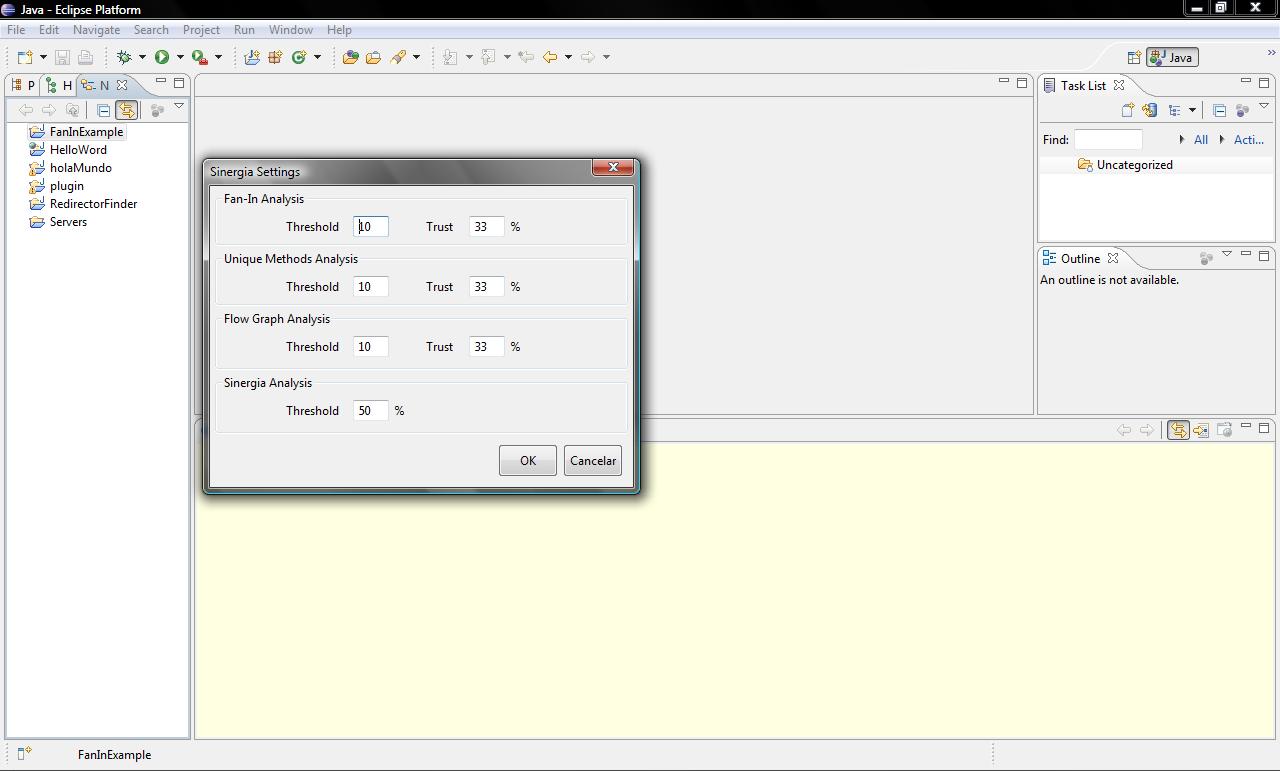 Java - Eclipse Platform
File Edit Navigate Search Project Run Window Help
Java
P H N
FanInExample
HelloWord
holaMundo
plugin
RedirectorFinder
Servers
Sinergia Settings
Fan-In Analysis
Threshold 10 Trust 33 %
Unique Methods Analysis
Threshold 10 Trust 33 %
Flow Graph Analysis
Threshold 10 Trust 33 %
Sinergia Analysis
Threshold 50 %
OK Cancelar
Task List
Find: All Acti...
Uncategorized
Outline
An outline is not available.
FanInExample